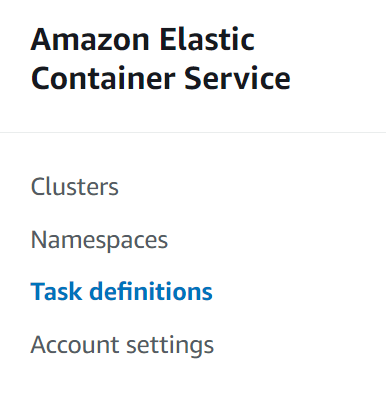 Amazon Elastic
Container Service
Clusters
Namespaces
Task definitions
Account settings